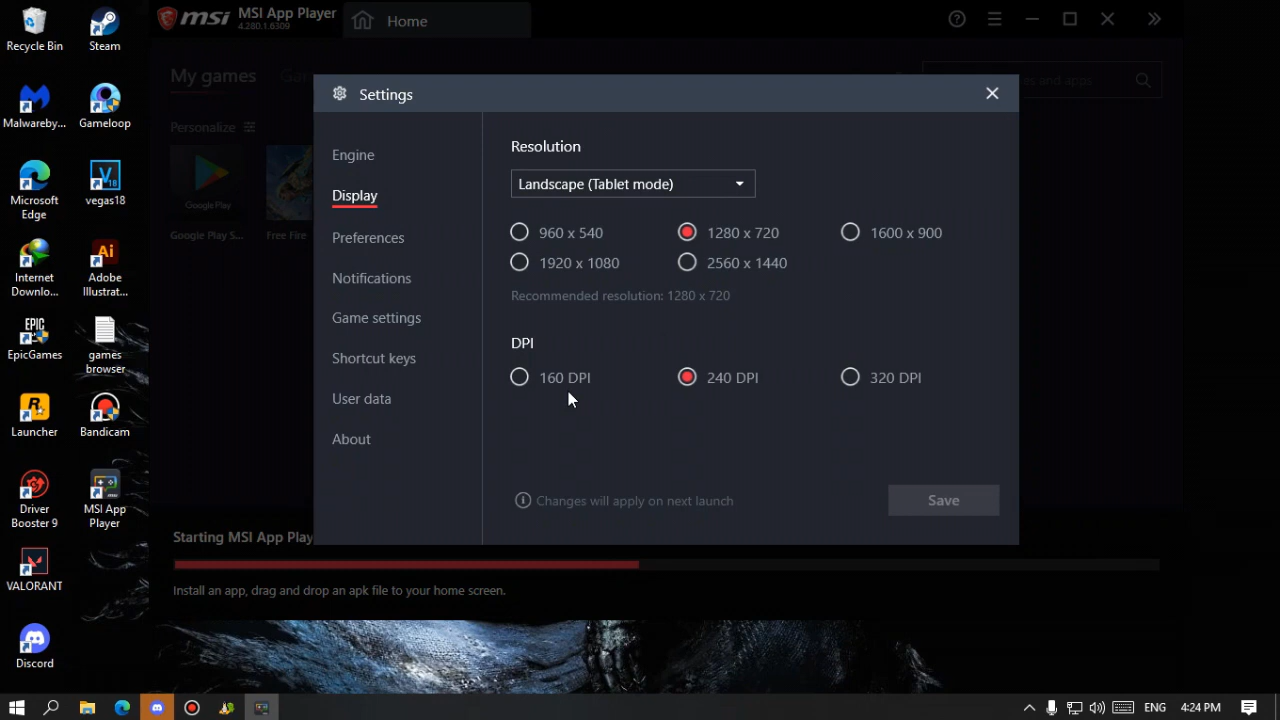 Recycle Bin
Steam
Malwareby...
Gameloop
Microsoft
Edge
vegas18
Internet
Downlo...
Adobe
Illustrat...
EpicGames
games
browser
Launcher
Bandicam
Driver
Booster 9
MSI App
Player
VALORANT
Discord
msi MSI App Player
4.280.1.6309
Home
My games
Personalize
Google Play
Google Play S...
Free Fire
and apps
Settings
Engine
Display
Preferences
Notifications
Game settings
Shortcut keys
User data
About
Resolution
Landscape (Tablet mode)
960 x 540
1280 x 720
1600 x 900
1920 x 1080
2560 x 1440
Recommended resolution: 1280 x 720
DPI
160 DPI
240 DPI
320 DPI
Changes will apply on next launch
Save
Starting MSI App Playe
Install an app, drag and drop an apk file to your home screen.
ENG
4:24 PM